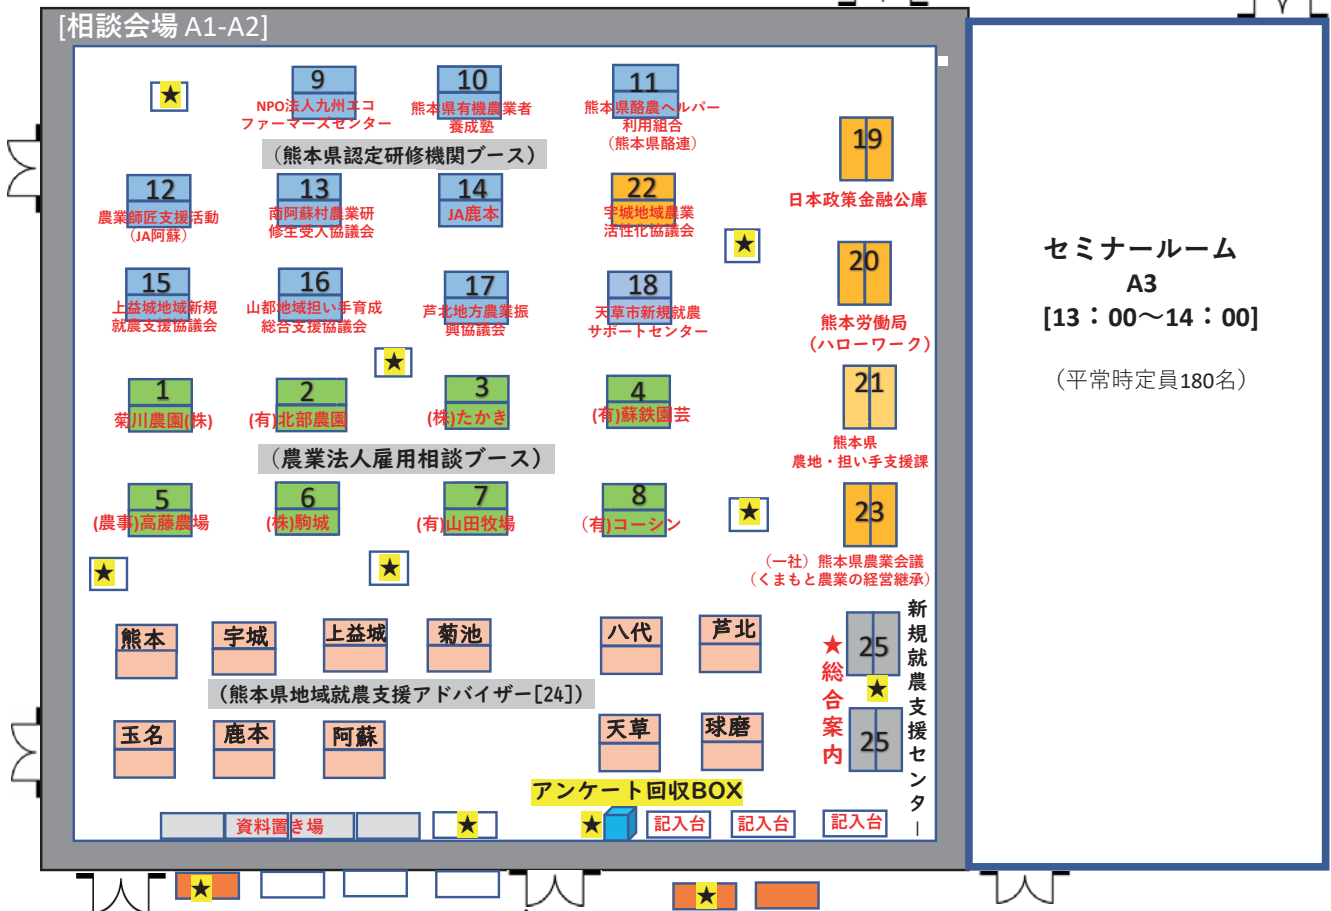 [相談会場 A1-A2]
★
9
NPO法人九州エコ
ファーマーズセンター
10
熊本県有機農業者
養成塾
11
熊本県酪農ヘルパー
利用組合
(熊本県酪連)
(熊本県認定研修機関ブース)
19
日本政策金融公庫
12
農業師匠支援活動
(JA阿蘇)
13
南阿蘇村農業研
修生受入協議会
14
JA鹿本
22
宇城地域農業
活性化協議会
★
20
熊本労働局
(ハローワーク)
15
上益城地域新規
就農支援協議会
16
山都地域担い手育成
総合支援協議会
17
芦北地方農業振
興協議会
18
天草市新規就農
サポートセンター
★
21
熊本県
農地・担い手支援課
1
菊川農園(株)
2
(有)北部農園
3
(株)たかき
4
(有)蘇鉄園芸
(農業法人雇用相談ブース)
5
(農事)高藤農場
6
(株)駒城
7
(有)山田牧場
8
(有)コーシン
★
23
(一社)熊本県農業会議
(くまもと農業の経営継承)
★
★
熊本
宇城
上益城
菊池
八代
芦北
(熊本県地域就農支援アドバイザー[24])
玉名
鹿本
阿蘇
天草
球磨
★総合案内
25
★
25
新規就農支援センター
アンケート回収BOX
資料置き場
★
★
記入台
記入台
記入台
★
★
セミナールーム
A3
[13：00～14：00]
(平常時定員180名)